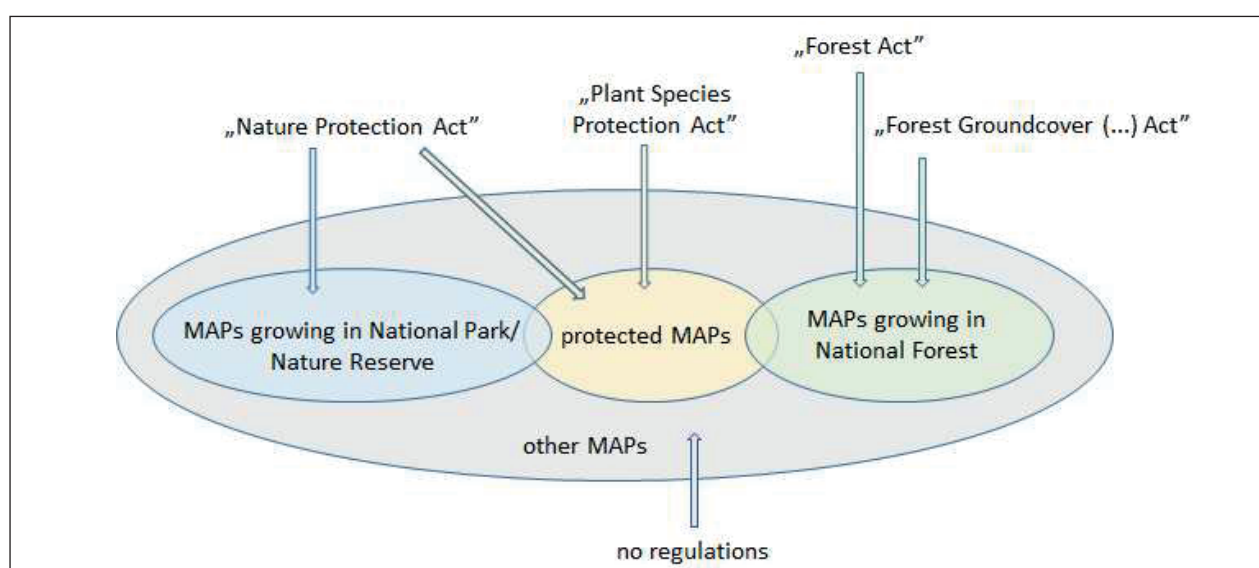 „Forest Act”
„Plant Species
Protection Act”
„Nature Protection Act”
„Forest Groundcover (...) Act”
MAPs growing in National Park/
Nature Reserve
protected MAPs
MAPs growing in
National Forest
other MAPs
no regulations